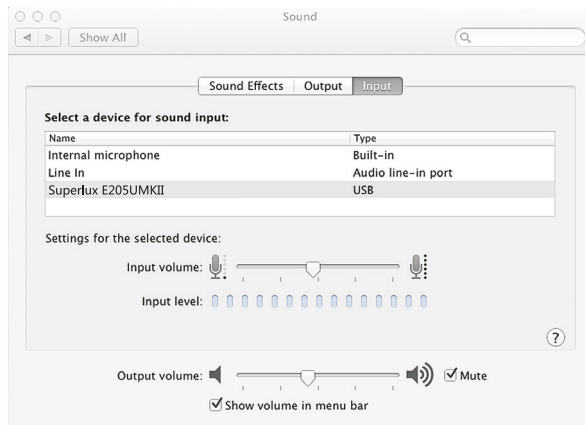 Sound
Show All
Sound Effects Output Input
Select a device for sound input:
Name Type
Internal microphone Built-in
Line In Audio line-in port
Superlux E205UMKII USB
Settings for the selected device:
Input volume:
Input level:
?
Output volume: Mute
Show volume in menu bar